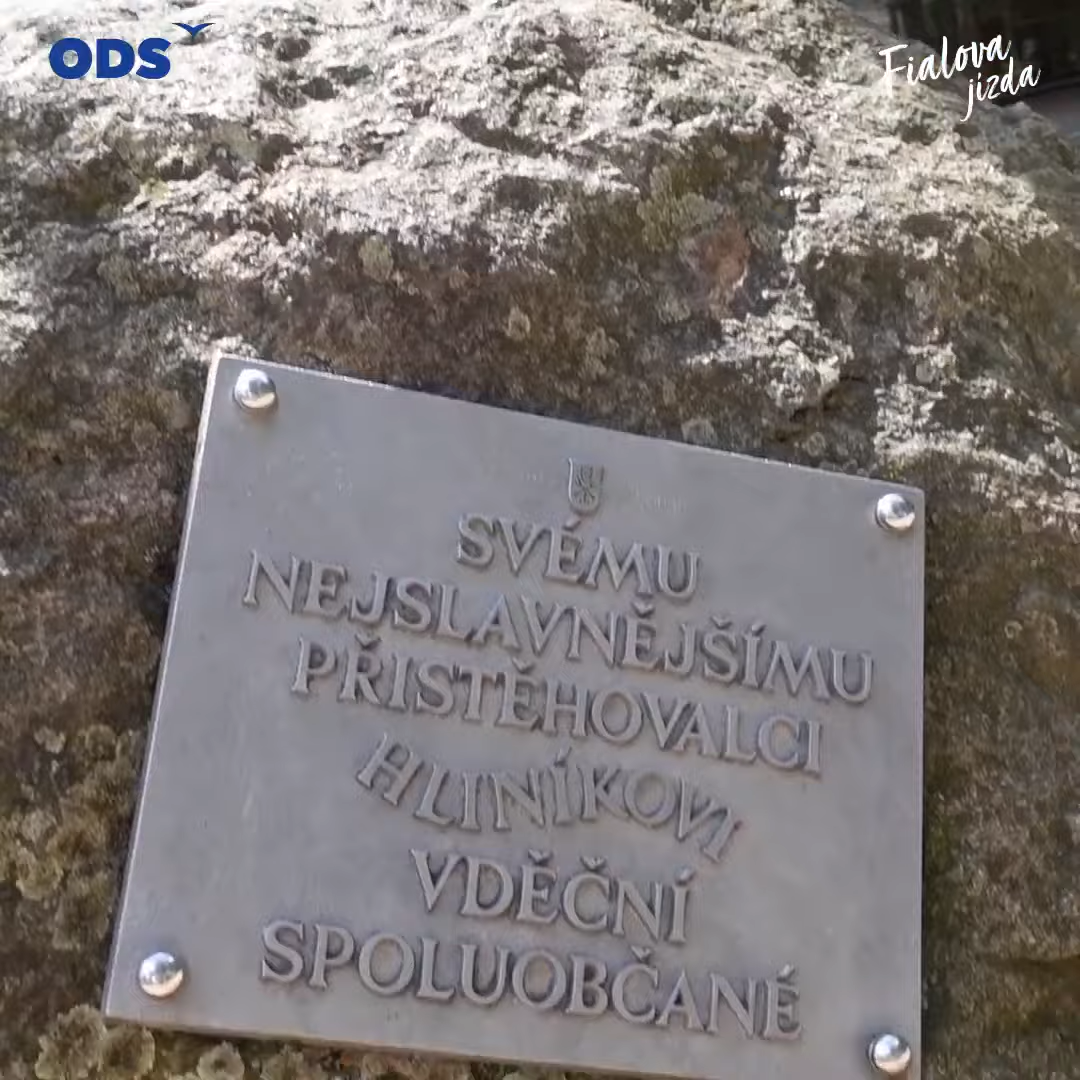 ODS
Fialova
jízda
SVÉMU
NEJSLAVNĚJŠÍMU
PŘISTĚHOVALCI
HLINÍKOVI
VDĚČNÍ
SPOLUOBČANÉ